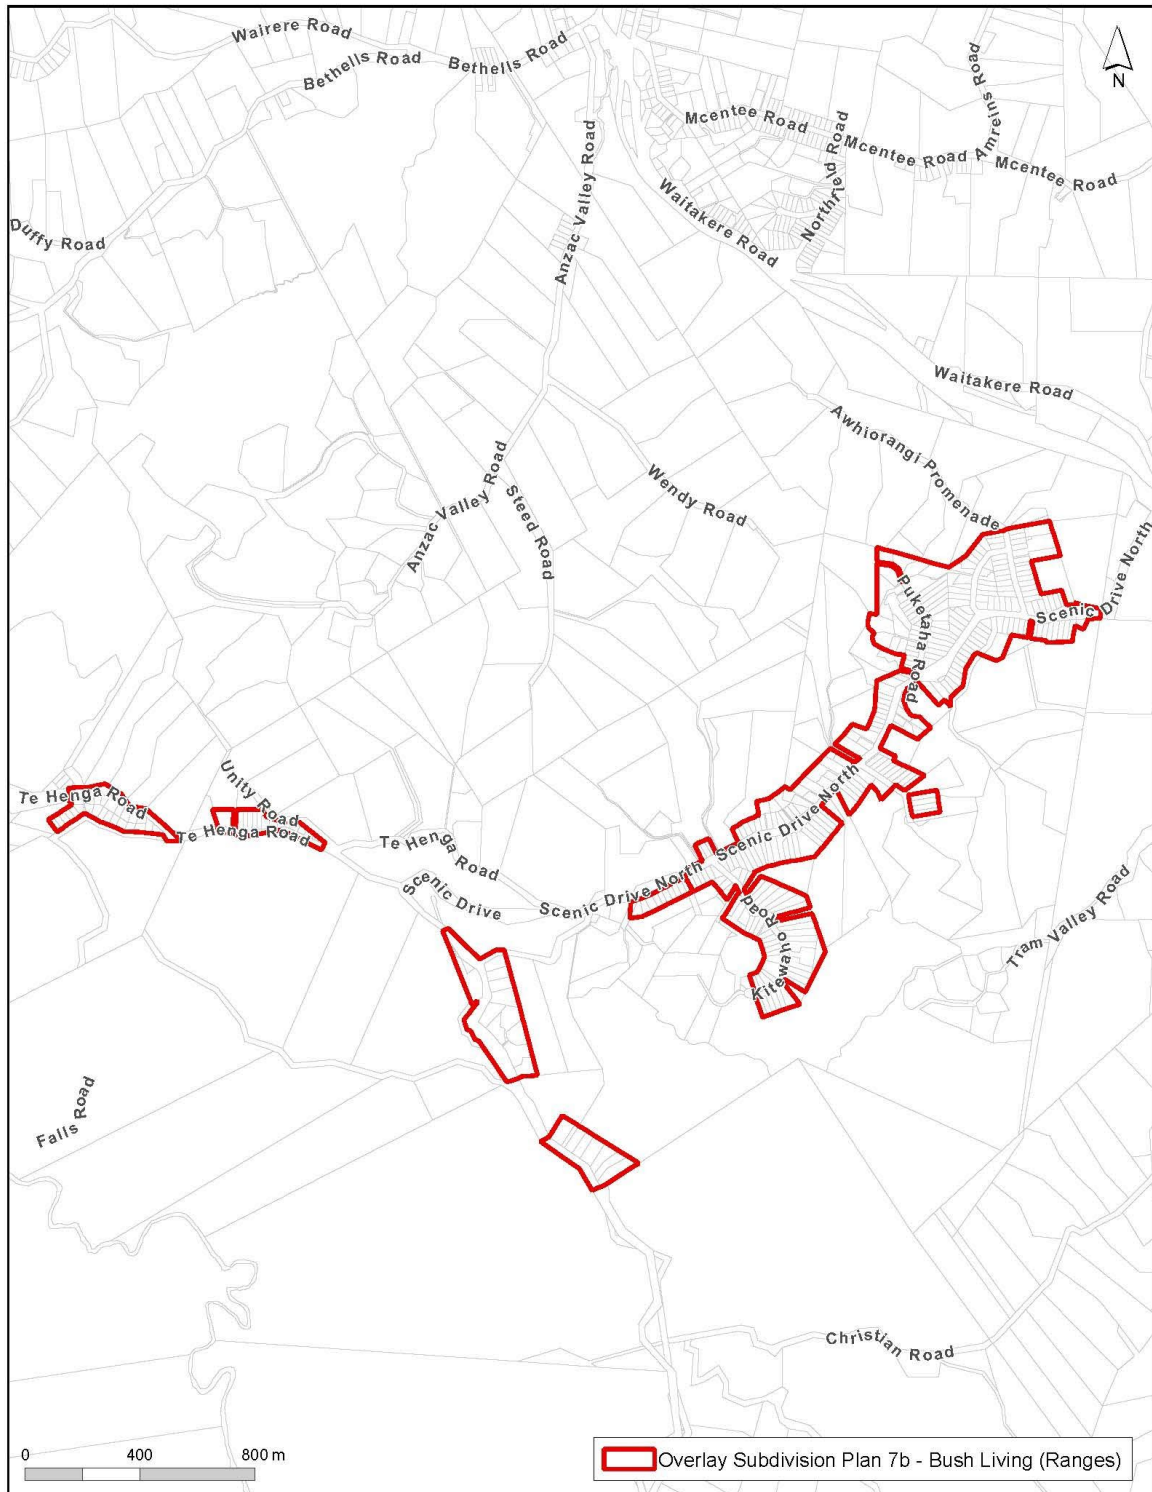 Wairere Road
Bethells Road
Bethells Road
N
Mcentee Road
Mcentee Road
Amreins Road
Mcentee Road
Northfield Road
Anzac Valley Road
Waitakere Road
Duffy Road
Waitakere Road
Awhiorangi Promenade
Anzac Valley Road
Steed Road
Wendy Road
Scenic Drive North
Puketaha Road
Te Henga Road
Unity Road
Te Henga Road
Te Henga Road
Scenic Drive
Scenic Drive North
Scenic Drive North
Kitewaho Road
Tram Valley Road
Falls Road
Christian Road
0 400 800 m
Overlay Subdivision Plan 7b - Bush Living (Ranges)